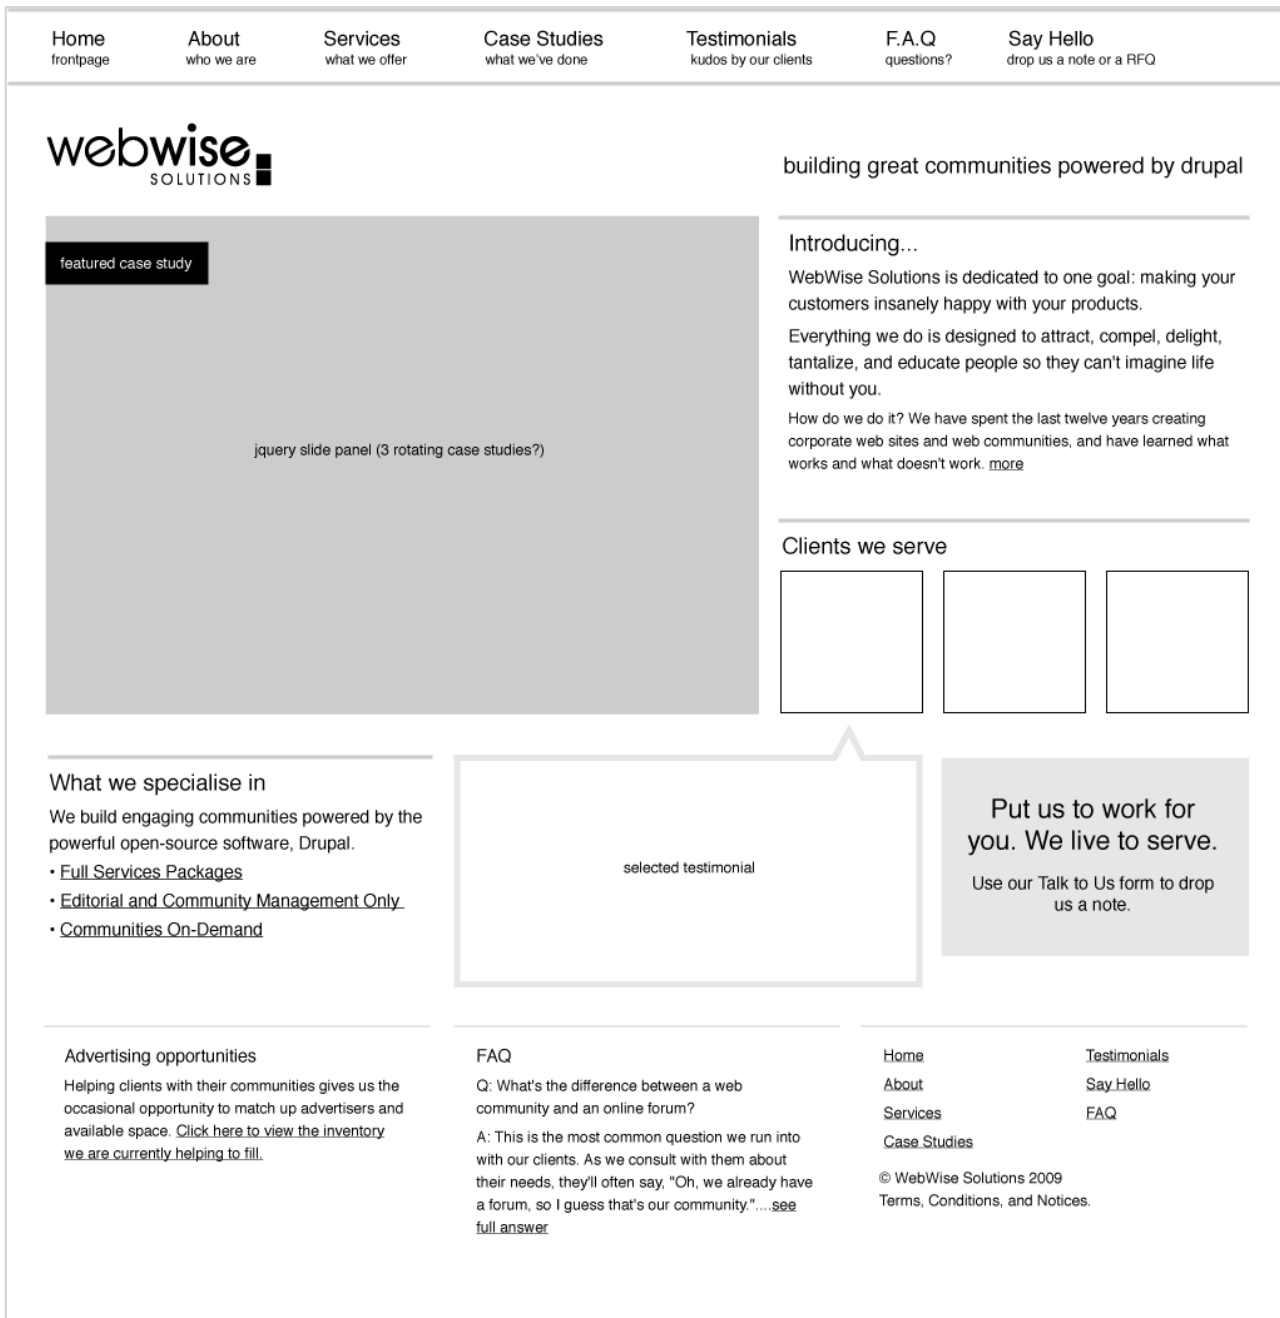 Home About Services Case Studies Testimonials F.A.Q Say Hello
frontpage who we are what we offer what we've done kudos by our clients questions? drop us a note or a RFQ
webwise
SOLUTIONS
building great communities powered by drupal
featured case study
jquery slide panel (3 rotating case studies?)
Introducing...
WebWise Solutions is dedicated to one goal: making your
customers insanely happy with your products.
Everything we do is designed to attract, compel, delight,
tantalize, and educate people so they can't imagine life
without you.
How do we do it? We have spent the last twelve years creating
corporate web sites and web communities, and have learned what
works and what doesn't work. more
Clients we serve
What we specialise in
We build engaging communities powered by the
powerful open-source software, Drupal.
• Full Services Packages
• Editorial and Community Management Only
• Communities On-Demand
selected testimonial
Put us to work for
you. We live to serve.
Use our Talk to Us form to drop
us a note.
Advertising opportunities
Helping clients with their communities gives us the
occasional opportunity to match up advertisers and
available space. Click here to view the inventory
we are currently helping to fill.
FAQ
Q: What's the difference between a web
community and an online forum?
A: This is the most common question we run into
with our clients. As we consult with them about
their needs, they'll often say, "Oh, we already have
a forum, so I guess that's our community."....see
full answer
Home
About
Services
Case Studies
Testimonials
Say Hello
FAQ
© WebWise Solutions 2009
Terms, Conditions, and Notices.